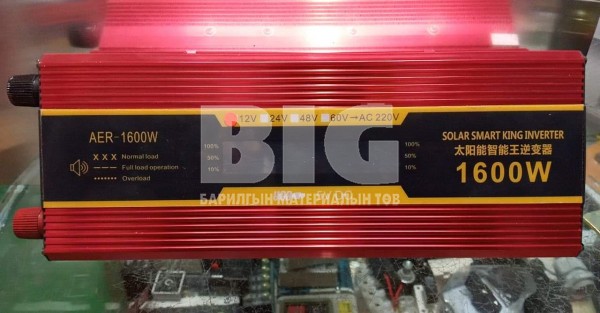 12V 24V 48V 60V→AC 220V
AER-1600W
X X X Normal load
Full load operation
Overload
100%
50%
10%
100%
50%
10%
SOLAR SMART KING INVERTER
太阳能智能王逆变器
1600W
BIG
БАРИЛГЫН МАТЕРИАЛЫН ТӨВ